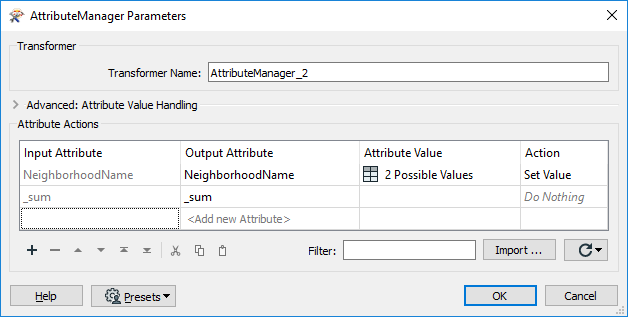 AttributeManager Parameters
Transformer
Transformer Name: AttributeManager_2
Advanced: Attribute Value Handling
Attribute Actions
Input Attribute Output Attribute Attribute Value Action
NeighborhoodName NeighborhoodName 2 Possible Values Set Value
_sum _sum Do Nothing
<Add new Attribute>
Filter: Import ...
Help Presets OK Cancel